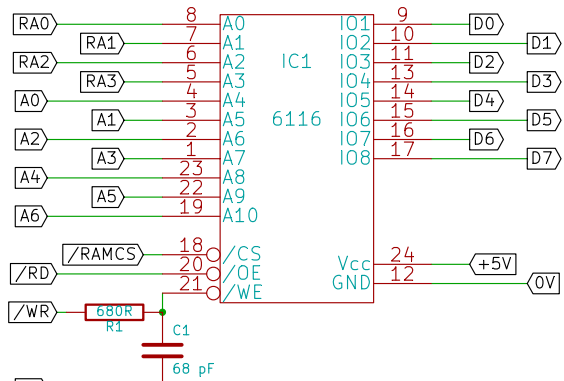 RA0 8 A0 IO1 9 D0
RA1 7 A1 IO2 10 D1
RA2 6 A2 IC1 IO3 11 D2
RA3 5 A3 IO4 13 D3
A0 4 A4 IO5 14 D4
A1 3 A5 6116 IO6 15 D5
A2 2 A6 IO7 16 D6
A3 1 A7 IO8 17 D7
A4 23 A8
A5 22 A9
A6 19 A10
/RAMCS 18 /CS Vcc 24 +5V
/RD 20 /OE GND 12 0V
21 /WE
/WR 680R
R1 C1
68 pF